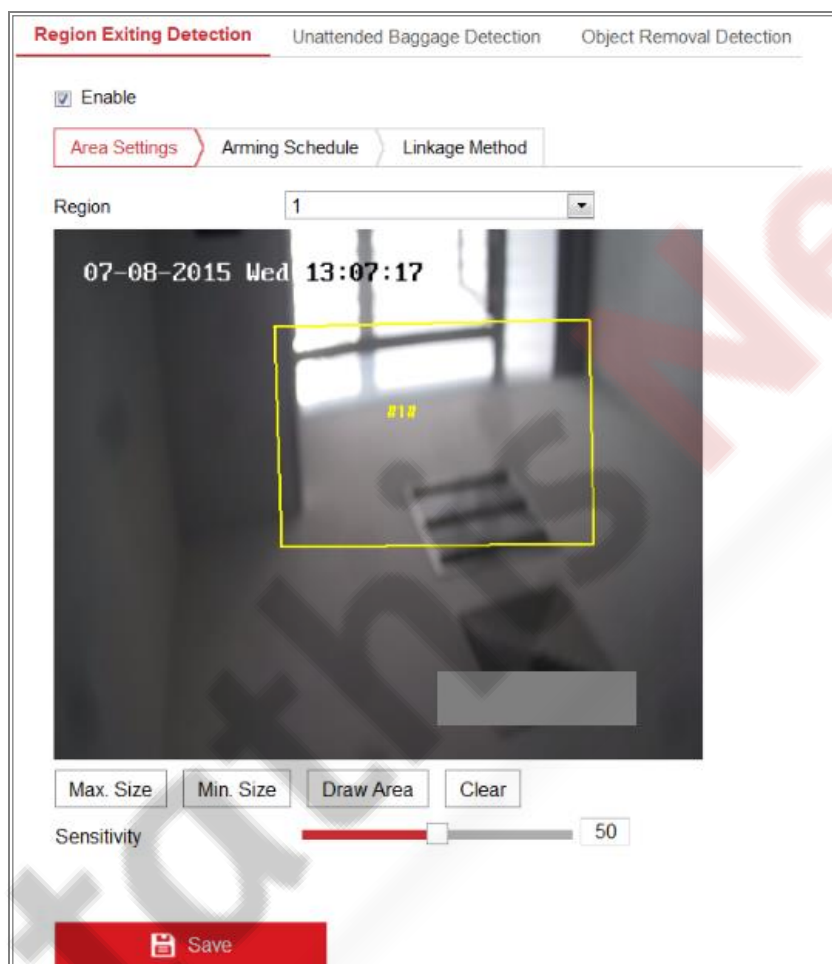 Region Exiting Detection Unattended Baggage Detection Object Removal Detection
Enable
Area Settings Arming Schedule Linkage Method
Region 1
07-08-2015 Wed 13:07:17
#1#
Max. Size Min. Size Draw Area Clear
Sensitivity 50
Save